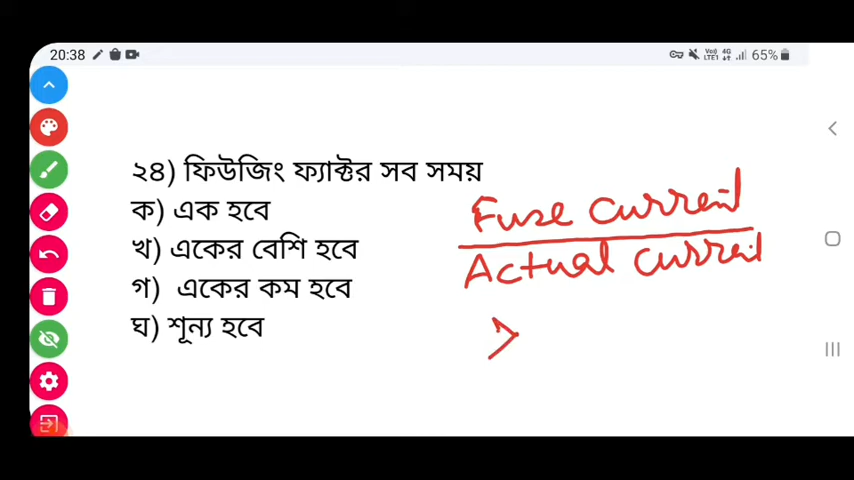 20:38 65%
২৪) ফিউজিং ফ্যাক্টর সব সময়
ক) এক হবে
খ) একের বেশি হবে
গ) একের কম হবে
ঘ) শূন্য হবে
Fuse current
Actual current
>